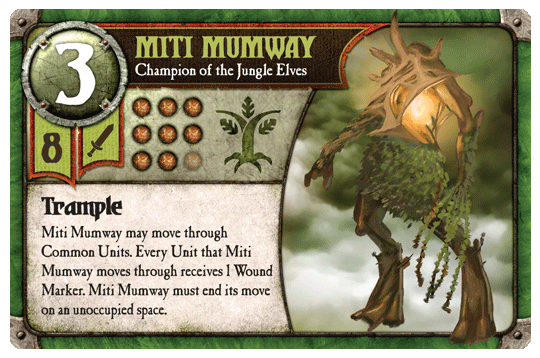 3
MITI MUMWAY
Champion of the Jungle Elves
8
Trample
Miti Mumway may move through
Common Units. Every Unit that Miti
Mumway moves through receives 1 Wound
Marker. Miti Mumway must end its move
on an unoccupied space.